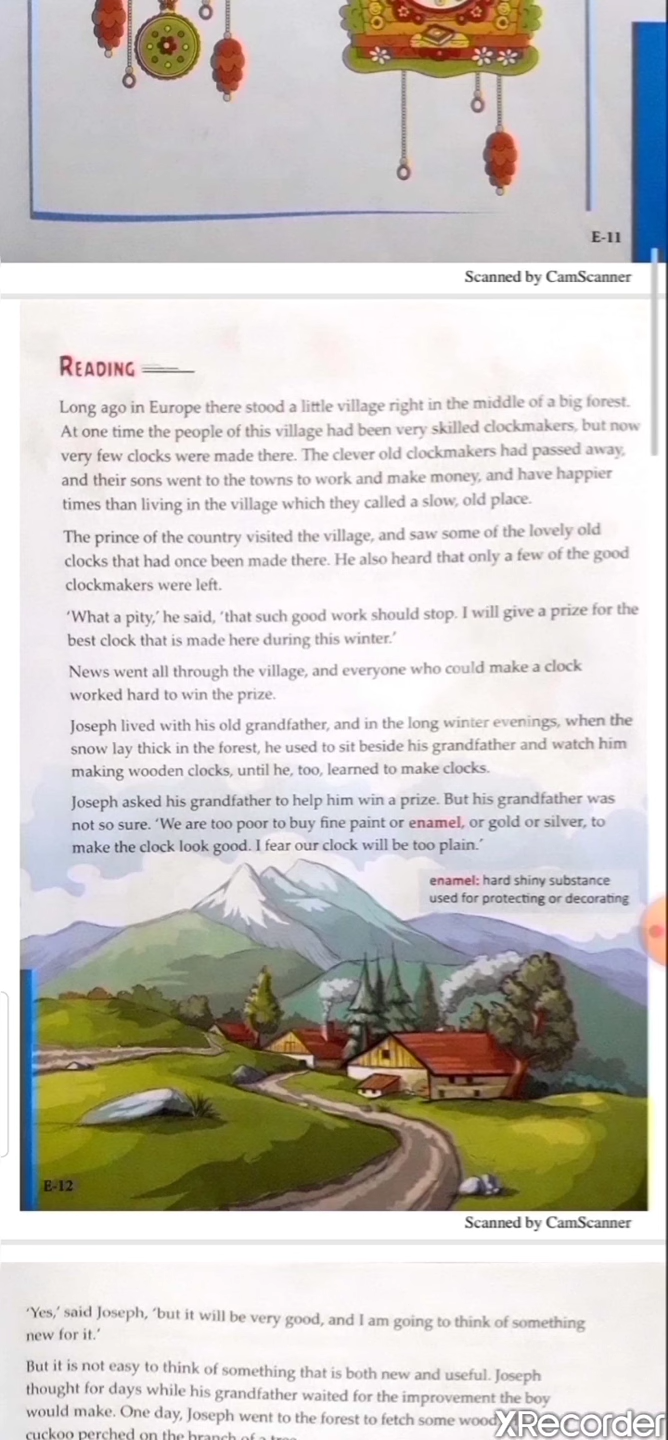 E-11
Scanned by CamScanner
READING
Long ago in Europe there stood a little village right in the middle of a big forest.
At one time the people of this village had been very skilled clockmakers, but now
very few clocks were made there. The clever old clockmakers had passed away,
and their sons went to the towns to work and make money, and have happier
times than living in the village which they called a slow, old place.
The prince of the country visited the village, and saw some of the lovely old
clocks that had once been made there. He also heard that only a few of the good
clockmakers were left.
‘What a pity,’ he said, ‘that such good work should stop. I will give a prize for the
best clock that is made here during this winter.’
News went all through the village, and everyone who could make a clock
worked hard to win the prize.
Joseph lived with his old grandfather, and in the long winter evenings, when the
snow lay thick in the forest, he used to sit beside his grandfather and watch him
making wooden clocks, until he, too, learned to make clocks.
Joseph asked his grandfather to help him win a prize. But his grandfather was
not so sure. ‘We are too poor to buy fine paint or enamel, or gold or silver, to
make the clock look good. I fear our clock will be too plain.’
enamel: hard shiny substance
used for protecting or decorating
E-12
Scanned by CamScanner
‘Yes,’ said Joseph, ‘but it will be very good, and I am going to think of something
new for it.’
But it is not easy to think of something that is both new and useful. Joseph
thought for days while his grandfather waited for the improvement the boy
would make. One day, Joseph went to the forest to fetch some wood
XRecorder
cuckoo perched on the branch of a tree